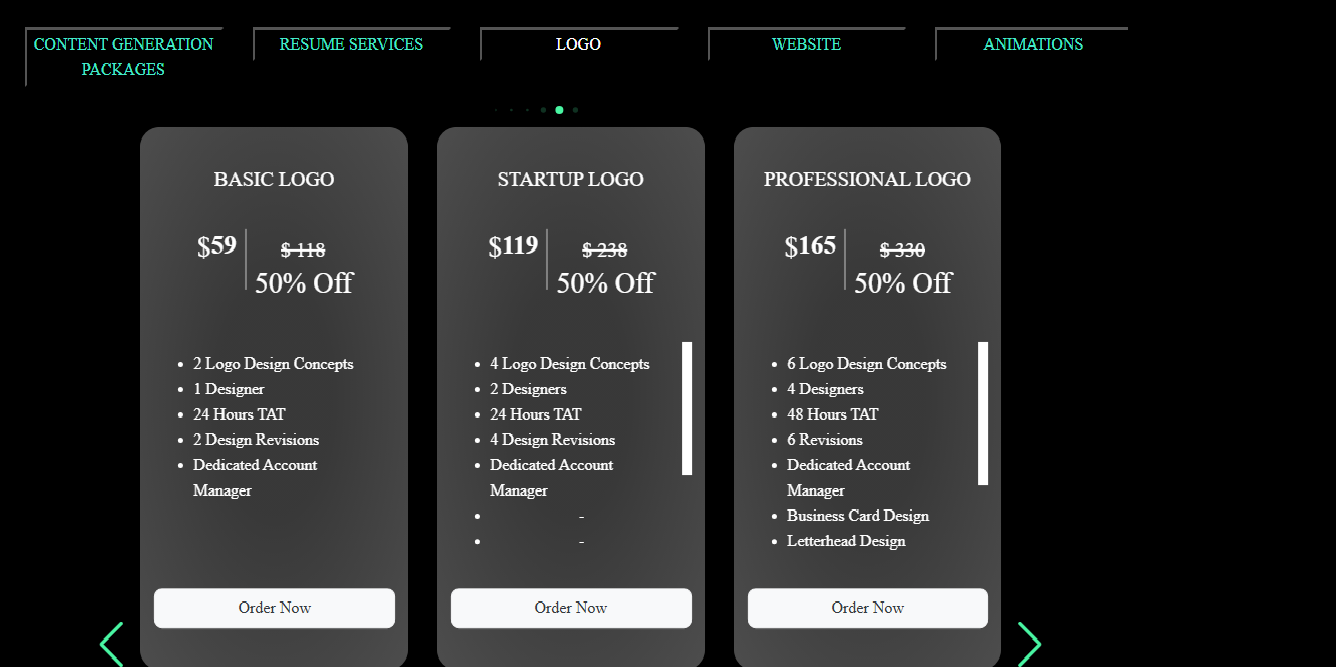 CONTENT GENERATION
PACKAGES
RESUME SERVICES
LOGO
WEBSITE
ANIMATIONS
BASIC LOGO
$59
$ 118
50% Off
2 Logo Design Concepts
1 Designer
24 Hours TAT
2 Design Revisions
Dedicated Account
Manager
Order Now
STARTUP LOGO
$119
$ 238
50% Off
4 Logo Design Concepts
2 Designers
24 Hours TAT
4 Design Revisions
Dedicated Account
Manager
-
-
Order Now
PROFESSIONAL LOGO
$165
$ 330
50% Off
6 Logo Design Concepts
4 Designers
48 Hours TAT
6 Revisions
Dedicated Account
Manager
Business Card Design
Letterhead Design
Order Now